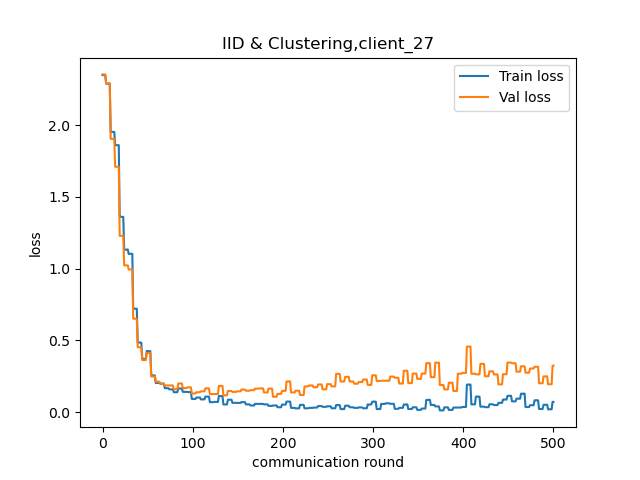 IID & Clustering,client_27
Train loss
Val loss
2.0
1.5
1.0
0.5
0.0
loss
0
100
200
300
400
500
communication round